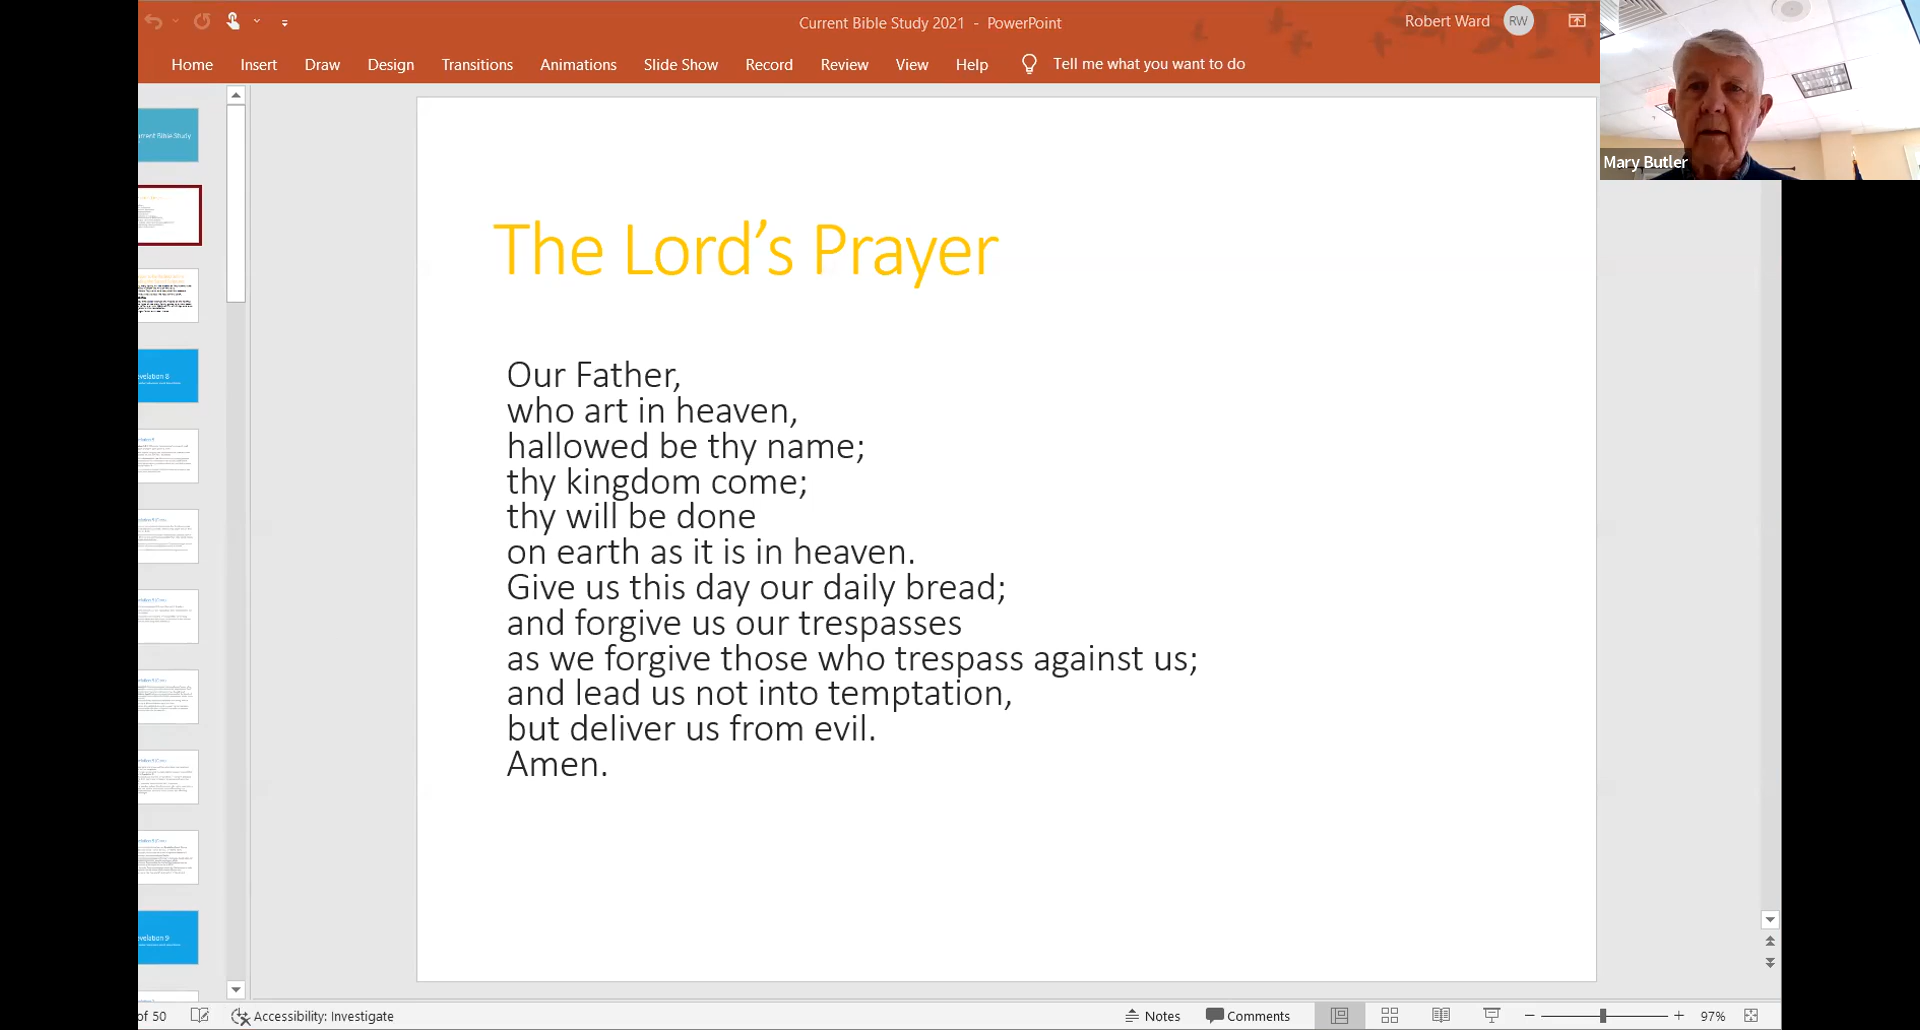 Current Bible Study 2021 - PowerPoint
Robert Ward RW
Home Insert Draw Design Transitions Animations Slide Show Record Review View Help Tell me what you want to do
Mary Butler
The Lord’s Prayer
Our Father,
who art in heaven,
hallowed be thy name;
thy kingdom come;
thy will be done
on earth as it is in heaven.
Give us this day our daily bread;
and forgive us our trespasses
as we forgive those who trespass against us;
and lead us not into temptation,
but deliver us from evil.
Amen.
of 50 Accessibility: Investigate Notes Comments 97%